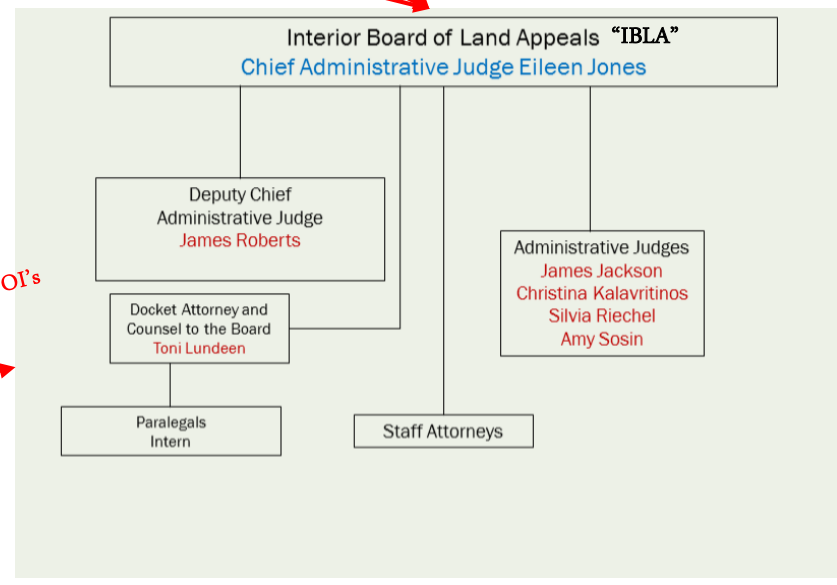 Interior Board of Land Appeals “IBLA”
Chief Administrative Judge Eileen Jones
Deputy Chief
Administrative Judge
James Roberts
Administrative Judges
James Jackson
Christina Kalavritinos
Silvia Riechel
Amy Sosin
OI’s
Docket Attorney and
Counsel to the Board
Toni Lundeen
Paralegals
Intern
Staff Attorneys